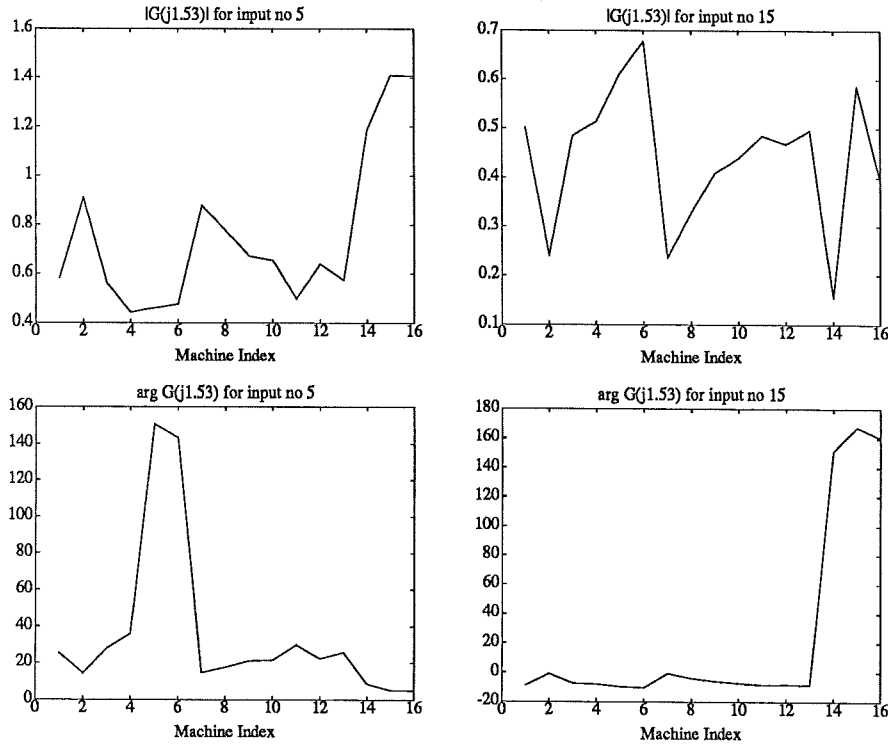 |G(j1.53)| for input no 5
1.6
1.4
1.2
1
0.8
0.6
0.4
0 2 4 6 8 10 12 14 16
Machine Index
|G(j1.53)| for input no 15
0.7
0.6
0.5
0.4
0.3
0.2
0.1
0 2 4 6 8 10 12 14 16
Machine Index
arg G(j1.53) for input no 5
160
140
120
100
80
60
40
20
0
0 2 4 6 8 10 12 14 16
Machine Index
arg G(j1.53) for input no 15
180
160
140
120
100
80
60
40
20
0
-20
0 2 4 6 8 10 12 14 16
Machine Index